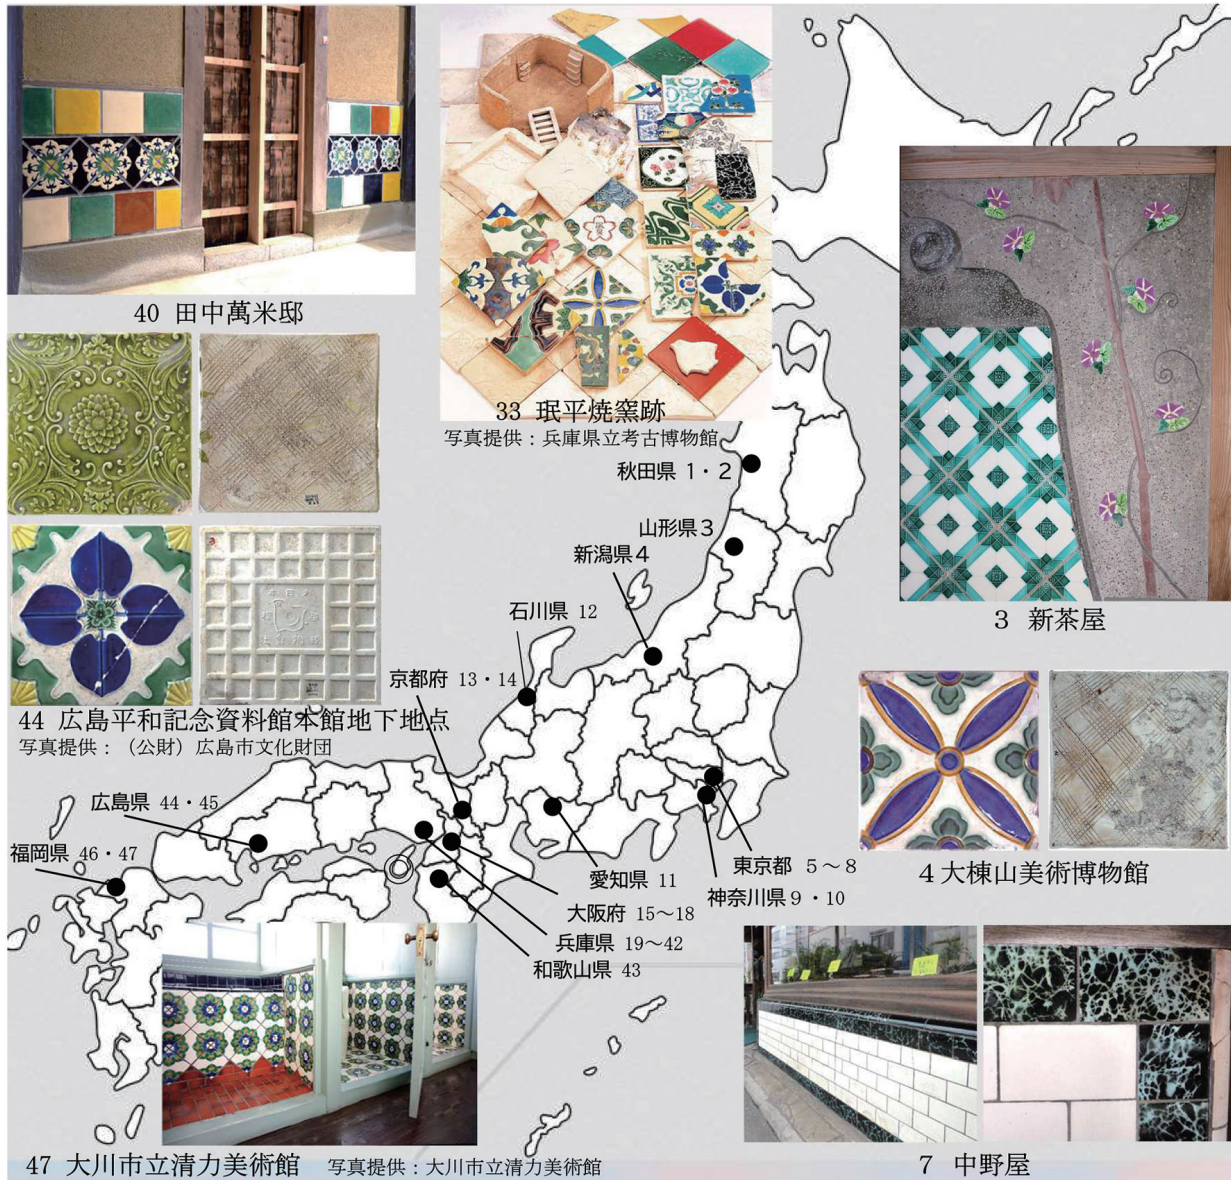 40 田中萬米邸
33 珉平焼窯跡
写真提供：兵庫県立考古博物館
秋田県 1・2
山形県3
新潟県4
3 新茶屋
石川県 12
京都府 13・14
44 広島平和記念資料館本館地下地点
写真提供：（公財）広島市文化財団
広島県 44・45
福岡県 46・47
4大棟山美術博物館
東京都 5～8
愛知県 11
神奈川県9・10
大阪府 15～18
兵庫県 19～42
和歌山県 43
47 大川市立清力美術館 写真提供：大川市立清力美術館
7 中野屋